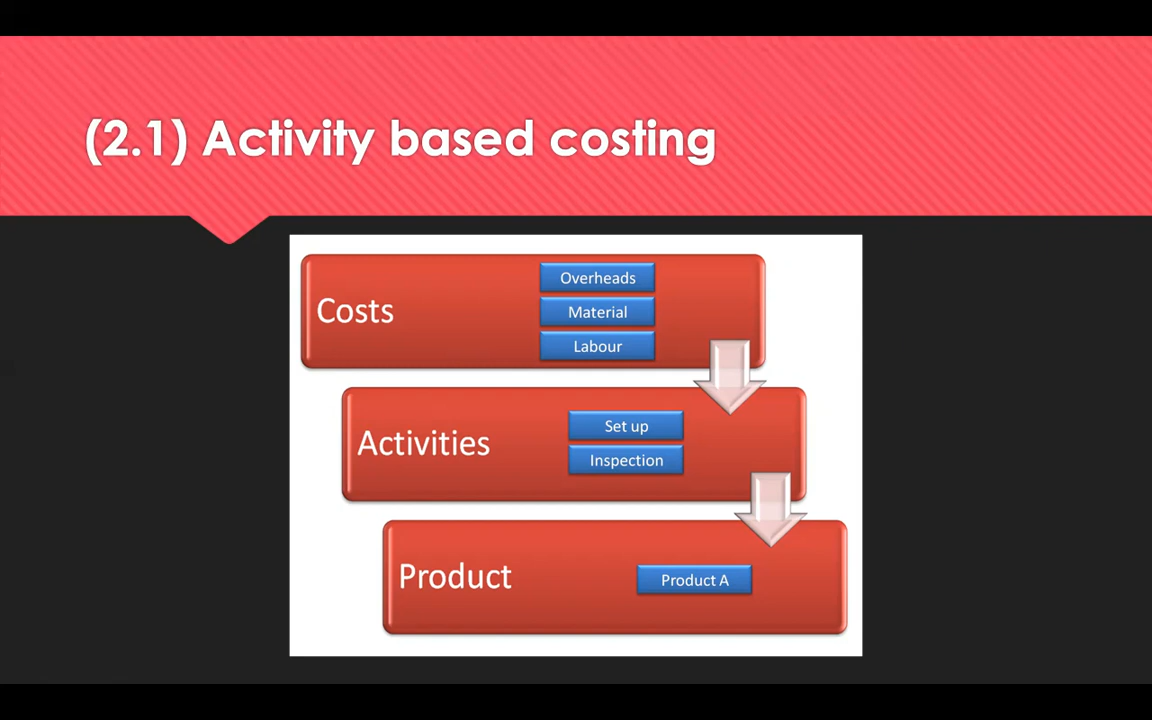 (2.1) Activity based costing
Costs
Overheads
Material
Labour
Activities
Set up
Inspection
Product
Product A